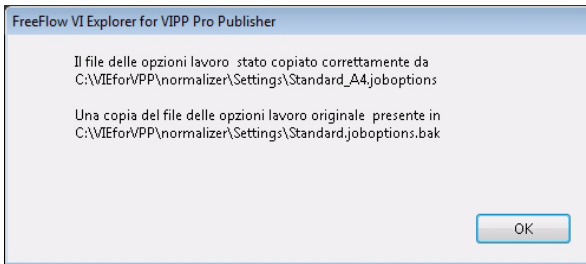 FreeFlow VI Explorer for VIPP Pro Publisher
Il file delle opzioni lavoro  stato copiato correttamente da
C:\VIEforVPP\normalizer\Settings\Standard_A4.joboptions
Una copia del file delle opzioni lavoro originale  presente in
C:\VIEforVPP\normalizer\Settings\Standard.joboptions.bak
OK